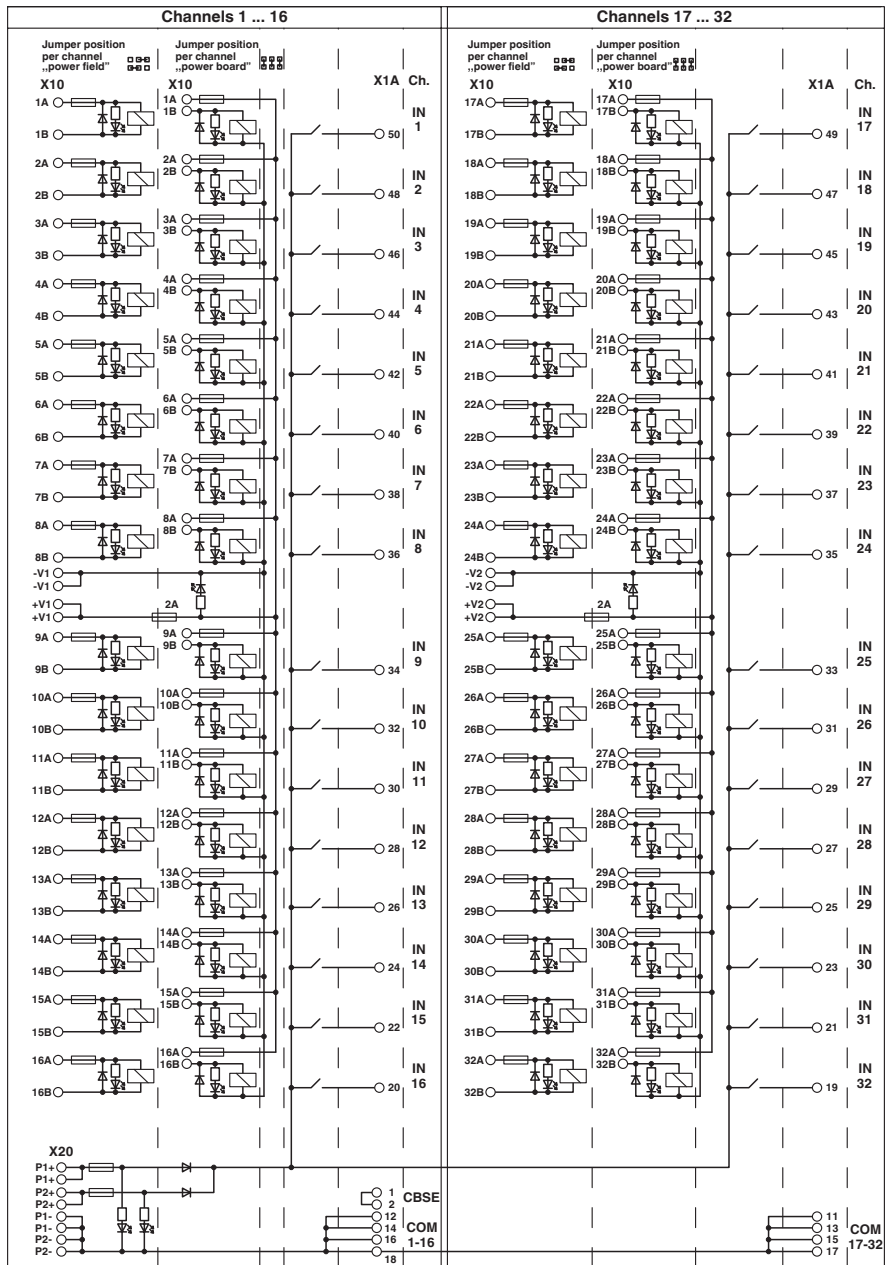 Channels 1 ... 16
Jumper position
per channel
„power field”
Jumper position
per channel
„power board”
X10
X10
X1A
Ch.
1A
1B
1A
1B
50
IN
1
2A
2B
2A
2B
48
IN
2
3A
3B
3A
3B
46
IN
3
4A
4B
4A
4B
44
IN
4
5A
5B
5A
5B
42
IN
5
6A
6B
6A
6B
40
IN
6
7A
7B
7A
7B
38
IN
7
8A
8B
8A
8B
36
IN
8
-V1
-V1
+V1
+V1
2A
9A
9B
9A
9B
34
IN
9
10A
10B
10A
10B
32
IN
10
11A
11B
11A
11B
30
IN
11
12A
12B
12A
12B
28
IN
12
13A
13B
13A
13B
26
IN
13
14A
14B
14A
14B
24
IN
14
15A
15B
15A
15B
22
IN
15
16A
16B
16A
16B
20
IN
16
X20
P1+
P1+
P2+
P2+
P1-
P1-
P2-
P2-
1
2
CBSE
12
14
16
18
COM
1-16
Channels 17 ... 32
Jumper position
per channel
„power field”
Jumper position
per channel
„power board”
X10
X10
X1A
Ch.
17A
17B
17A
17B
49
IN
17
18A
18B
18A
18B
47
IN
18
19A
19B
19A
19B
45
IN
19
20A
20B
20A
20B
43
IN
20
21A
21B
21A
21B
41
IN
21
22A
22B
22A
22B
39
IN
22
23A
23B
23A
23B
37
IN
23
24A
24B
24A
24B
35
IN
24
-V2
-V2
+V2
+V2
2A
25A
25B
25A
25B
33
IN
25
26A
26B
26A
26B
31
IN
26
27A
27B
27A
27B
29
IN
27
28A
28B
28A
28B
27
IN
28
29A
29B
29A
29B
25
IN
29
30A
30B
30A
30B
23
IN
30
31A
31B
31A
31B
21
IN
31
32A
32B
32A
32B
19
IN
32
11
13
15
17
COM
17-32